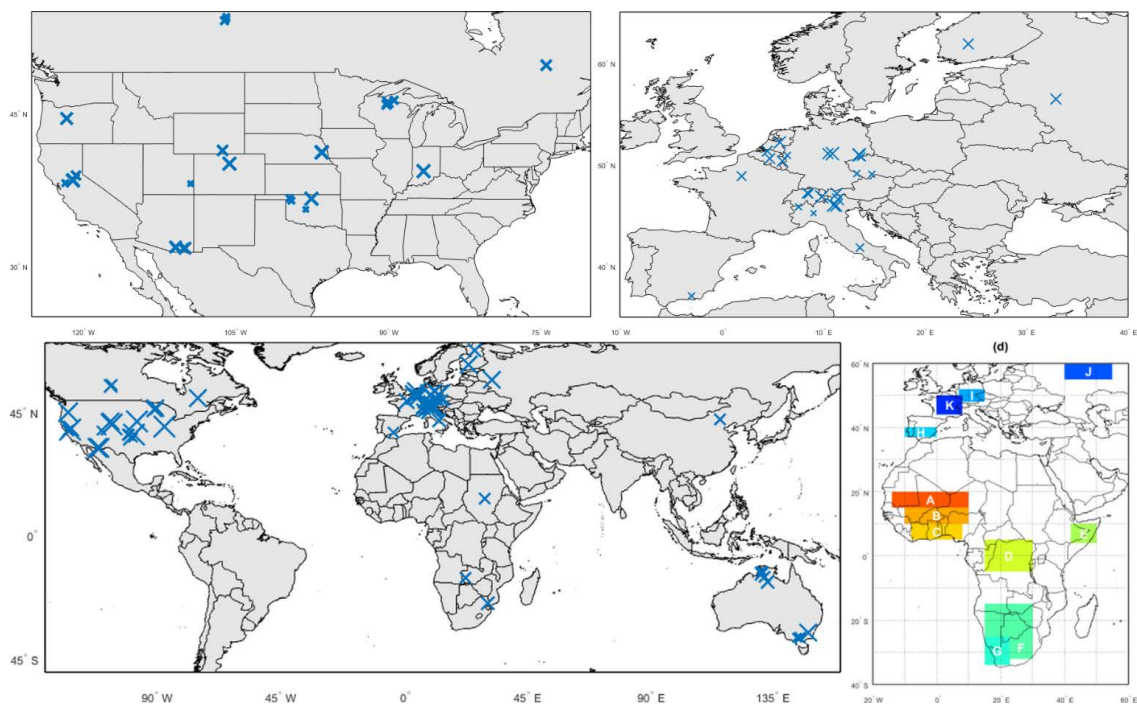 60° N
45° N
50° N
30° N
40° N
120° W 105° W 90° W 75° W
10° W 0° 10° E 20° E 30° E 40° E
(d)
60° N
J
I
K
45° N
40° N
H
20° N
A
B
C
E
0°
0°
D
20° S
G F
45° S
40° S
90° W 45° W 0° 45° E 90° E 135° E
20° W 0° 20° E 40° E 60° E